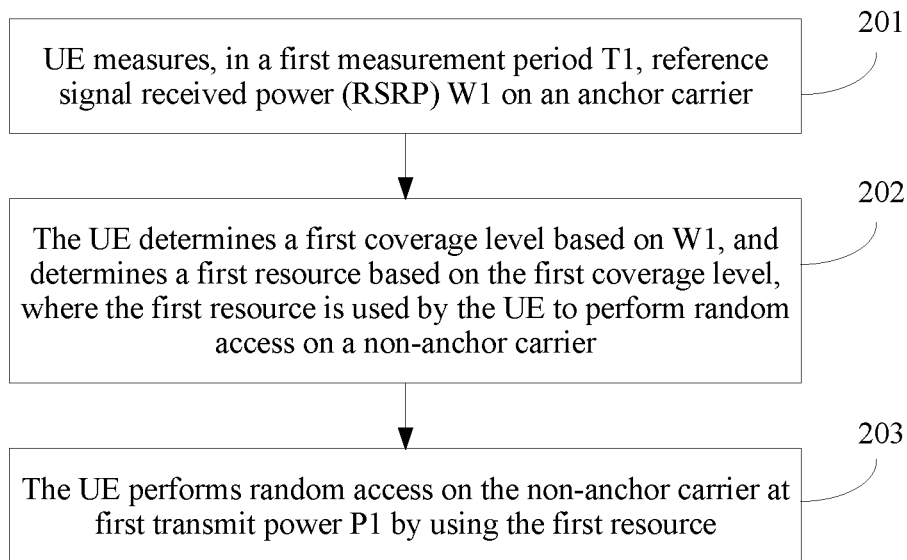 201
UE measures, in a first measurement period T1, reference
signal received power (RSRP) W1 on an anchor carrier
202
The UE determines a first coverage level based on W1, and
determines a first resource based on the first coverage level,
where the first resource is used by the UE to perform random
access on a non-anchor carrier
203
The UE performs random access on the non-anchor carrier at
first transmit power P1 by using the first resource